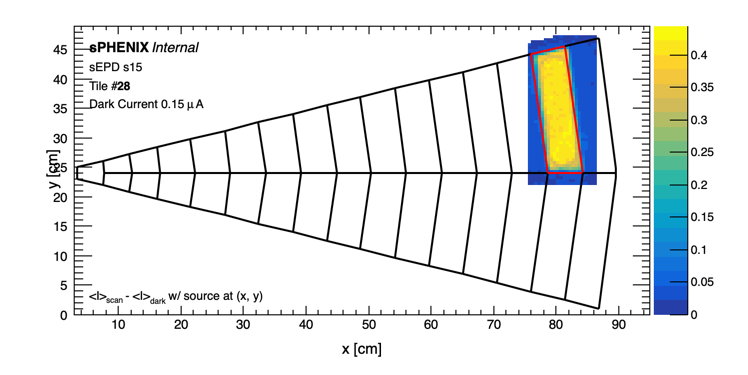 sPHENIX Internal
sEPD s15
Tile #28
Dark Current 0.15 μA
<I>scan - <I>dark w/ source at (x, y)
y [cm]
45
40
35
30
25
20
15
10
5
0
10 20 30 40 50 60 70 80 90
x [cm]
0.4
0.35
0.3
0.25
0.2
0.15
0.1
0.05
0